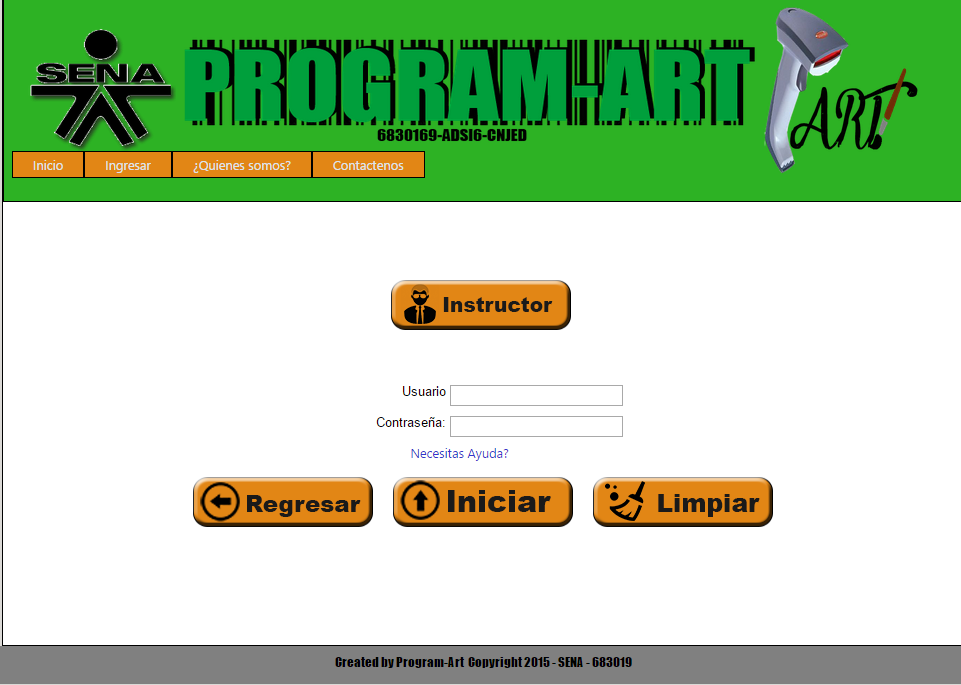 SENA
PROGRAM-ART
6830169-ADSI6-CNJED
ART
Inicio Ingresar ¿Quienes somos? Contactenos
Instructor
Usuario
Contraseña:
Necesitas Ayuda?
Regresar Iniciar Limpiar
Created by Program-Art Copyright 2015 - SENA - 683019